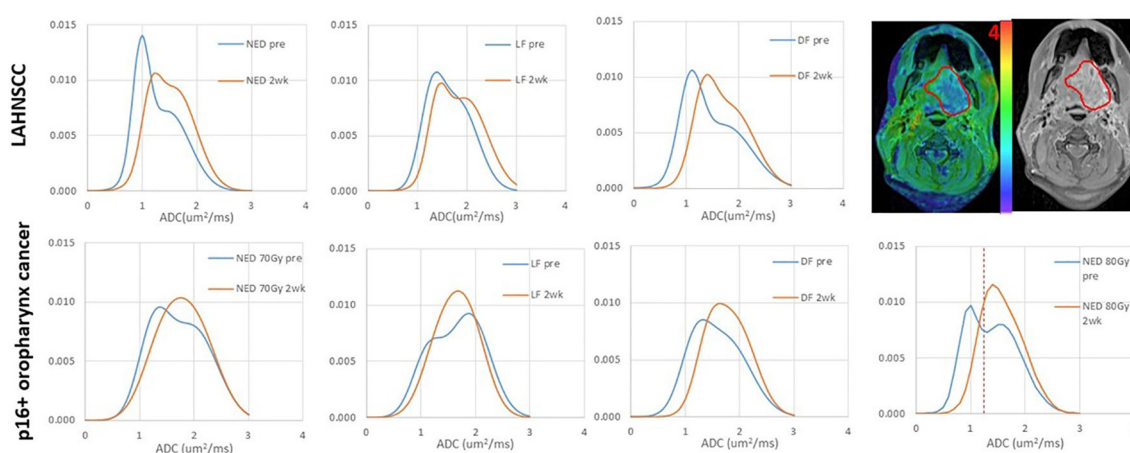 LAHNSCC
0.015
0.010
0.005
0.000
0
1
2
3
4
ADC(um²/ms)
NED pre
NED 2wk
0.015
0.010
0.005
0.000
0
1
2
3
4
ADC(um²/ms)
LF pre
LF 2wk
0.015
0.010
0.005
0.000
0
1
2
3
4
ADC(um²/ms)
DF pre
DF 2wk
4
p16+ oropharynx cancer
0.015
0.010
0.005
0.000
0
1
2
3
4
ADC (um²/ms)
NED 70Gy pre
NED 70Gy 2wk
0.015
0.010
0.005
0.000
0
1
2
3
4
ADC (um²/ms)
LF pre
LF 2wk
0.015
0.010
0.005
0.000
0
1
2
3
4
ADC (um²/ms)
DF pre
DF 2wk
0.015
0.010
0.005
0.000
0
1
2
3
4
ADC (um²/ms)
NED 80Gy
pre
NED 80Gy
2wk